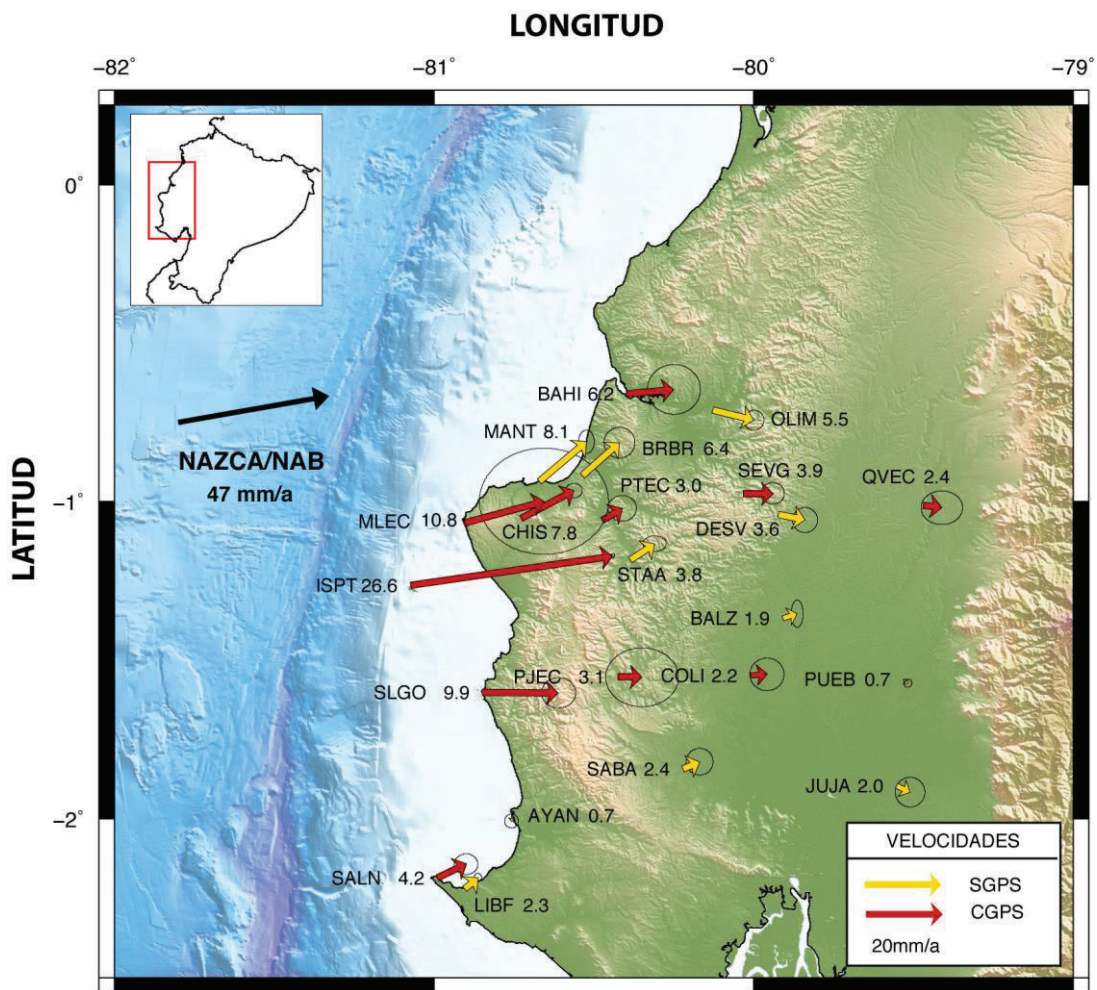 LONGITUD
−82° −81° −80° −79°
0°
BAHI 6.2
OLIM 5.5
MANT 8.1
BRBR 6.4
NAZCA/NAB
47 mm/a
SEVG 3.9
QVEC 2.4
PTEC 3.0
−1°
MLEC 10.8
CHIS 7.8
DESV 3.6
LATITUD
ISPT 26.6
STAA 3.8
BALZ 1.9
PJEC 3.1
COLI 2.2
PUEB 0.7
SLGO 9.9
SABA 2.4
JUJA 2.0
−2°
AYAN 0.7
SALN 4.2
LIBF 2.3
VELOCIDADES
SGPS
CGPS
20mm/a